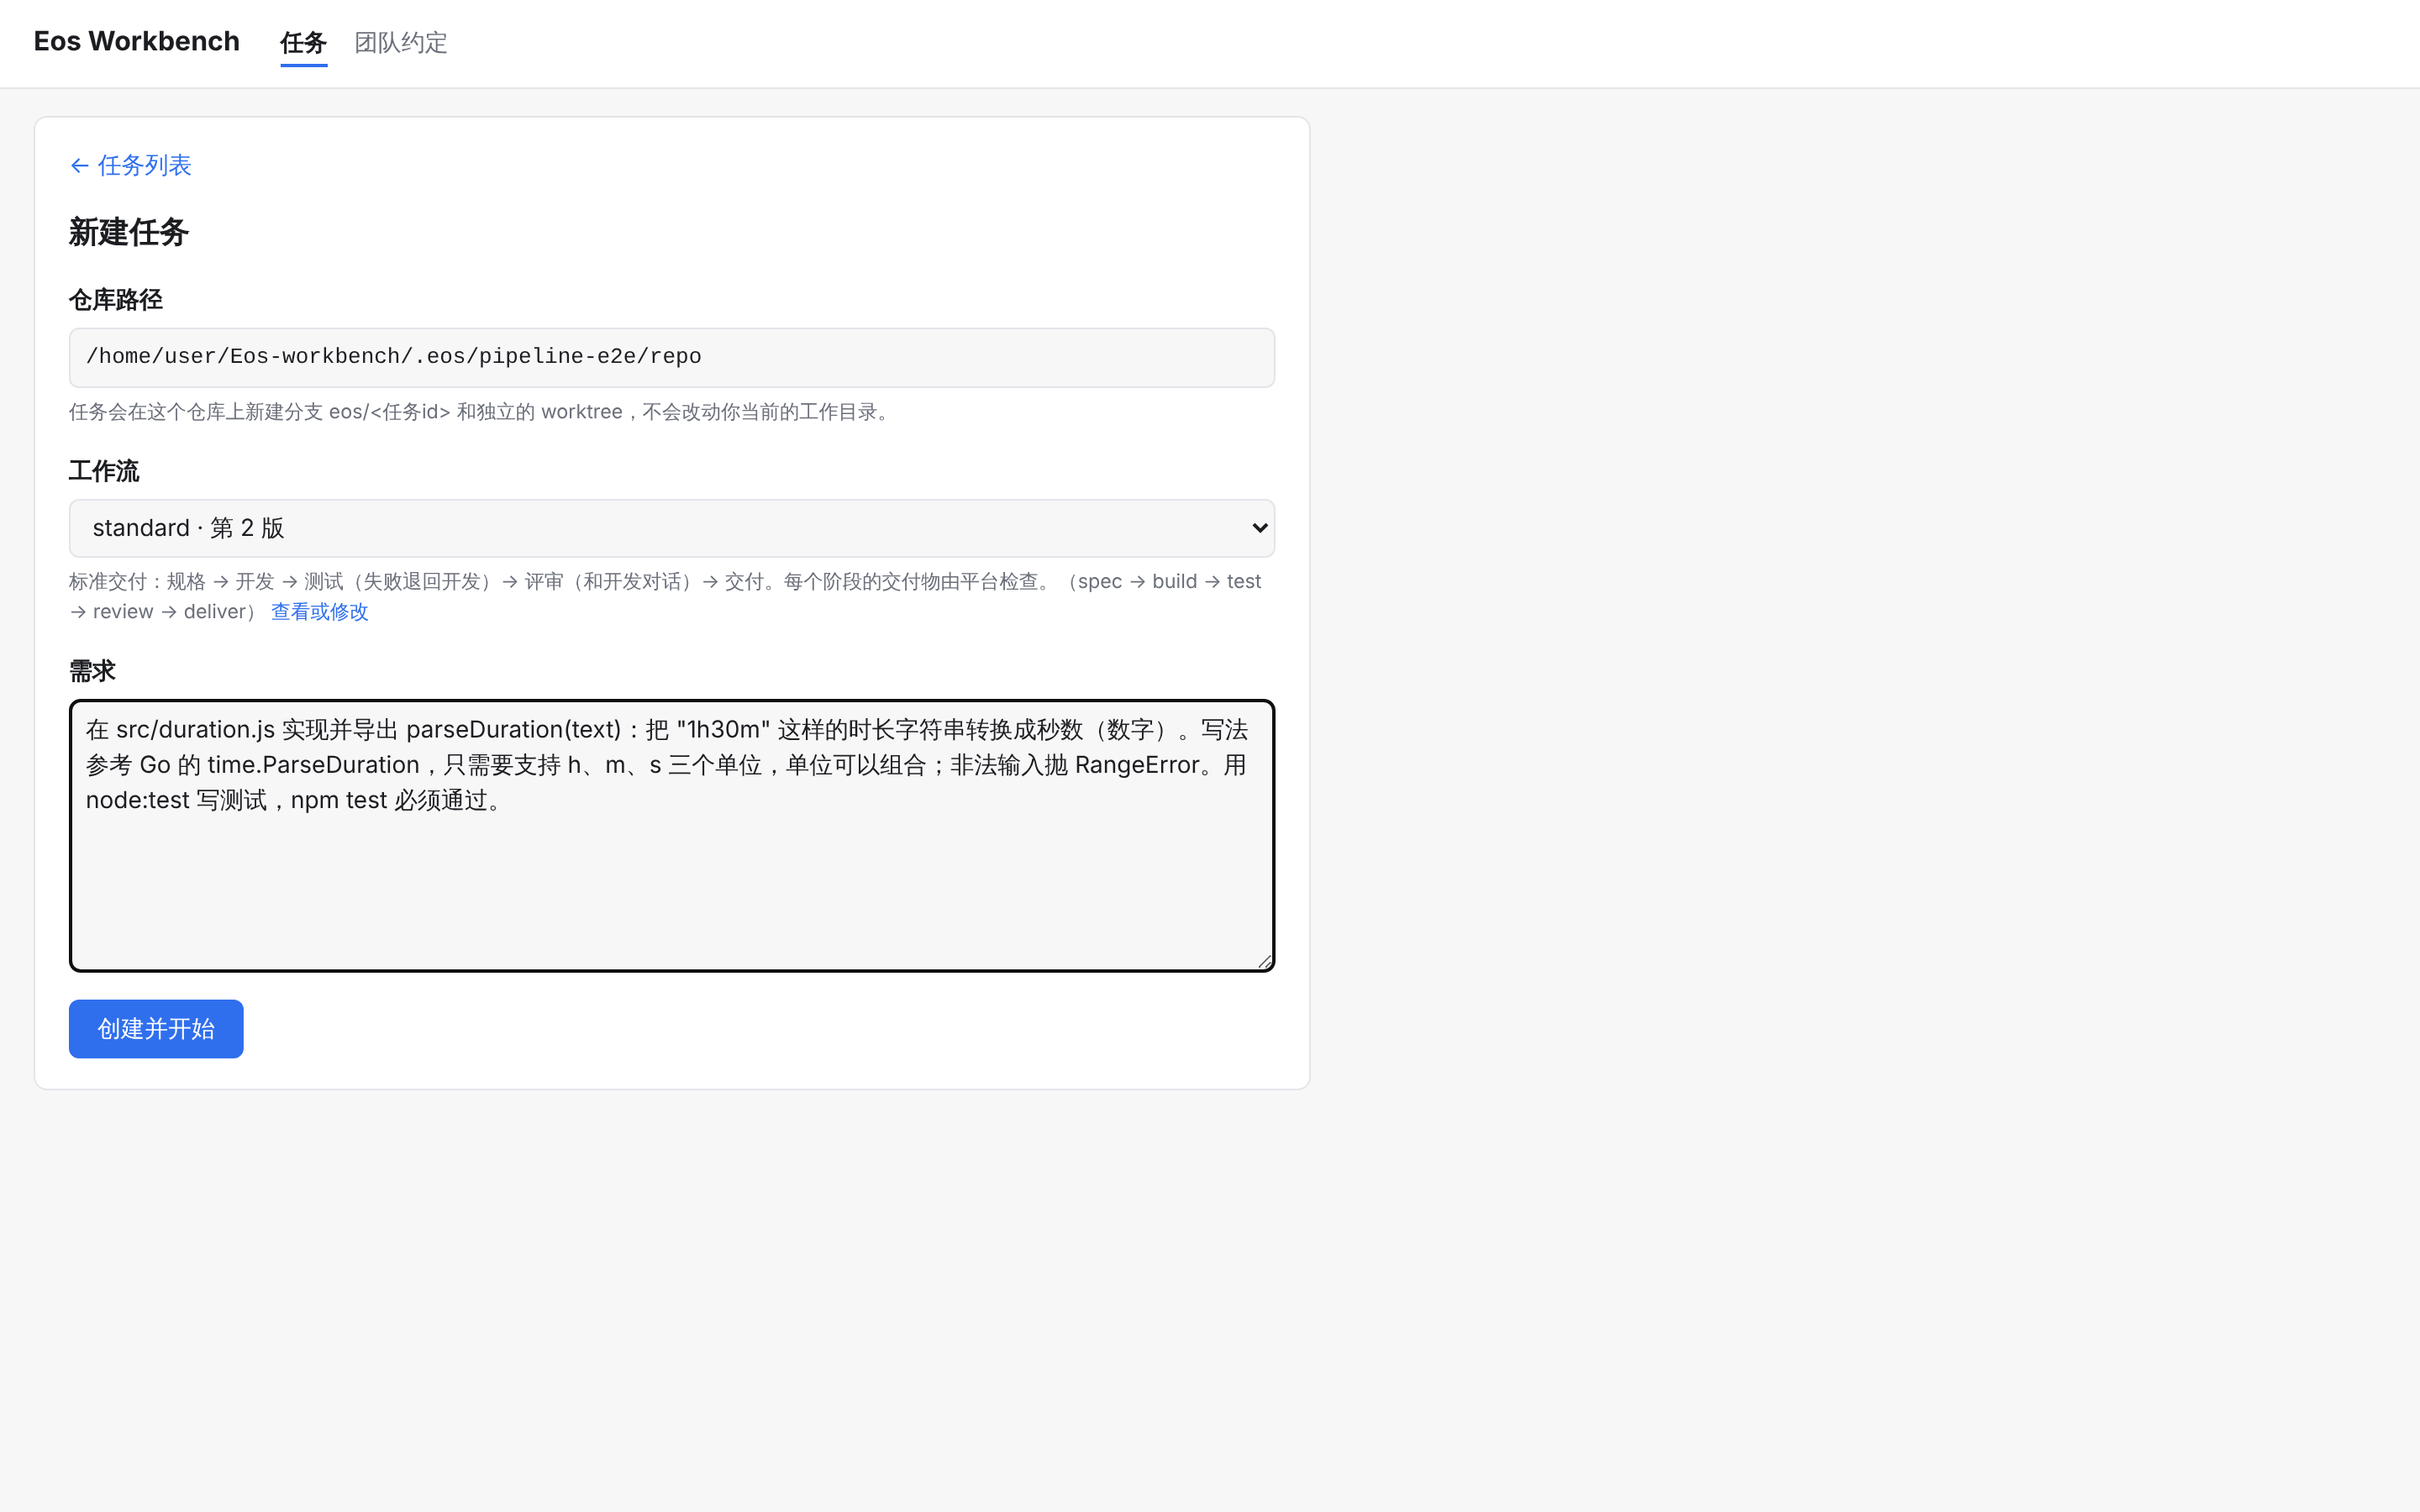 Eos Workbench 任务 团队约定
← 任务列表
新建任务
仓库路径
/home/user/Eos-workbench/.eos/pipeline-e2e/repo
任务会在这个仓库上新建分支 eos/<任务id> 和独立的 worktree，不会改动你当前的工作目录。
工作流
standard · 第 2 版
标准交付：规格 → 开发 → 测试（失败退回开发）→ 评审（和开发对话）→ 交付。每个阶段的交付物由平台检查。（spec → build → test
→ review → deliver） 查看或修改
需求
在 src/duration.js 实现并导出 parseDuration(text)：把 "1h30m" 这样的时长字符串转换成秒数（数字）。写法
参考 Go 的 time.ParseDuration，只需要支持 h、m、s 三个单位，单位可以组合；非法输入抛 RangeError。用
node:test 写测试，npm test 必须通过。
创建并开始